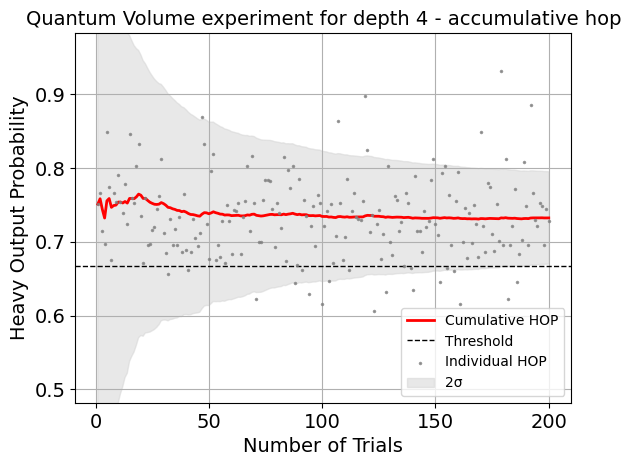 Quantum Volume experiment for depth 4 - accumulative hop
Heavy Output Probability
0.9
0.8
0.7
0.6
0.5
0
50
100
150
200
Number of Trials
Cumulative HOP
Threshold
Individual HOP
2σ